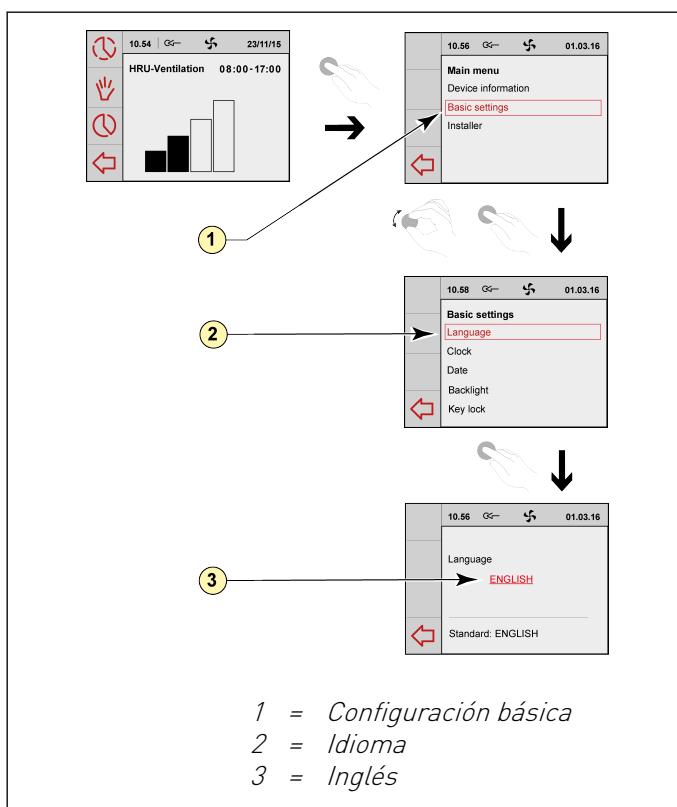 10.54 23/11/15
HRU-Ventilation 08:00-17:00
10.56 01.03.16
Main menu
Device information
Basic settings
Installer
1
10.58 01.03.16
Basic settings
Language
Clock
Date
Backlight
Key lock
2
10.56 01.03.16
Language
ENGLISH
Standard: ENGLISH
3
1 = Configuración básica
2 = Idioma
3 = Inglés